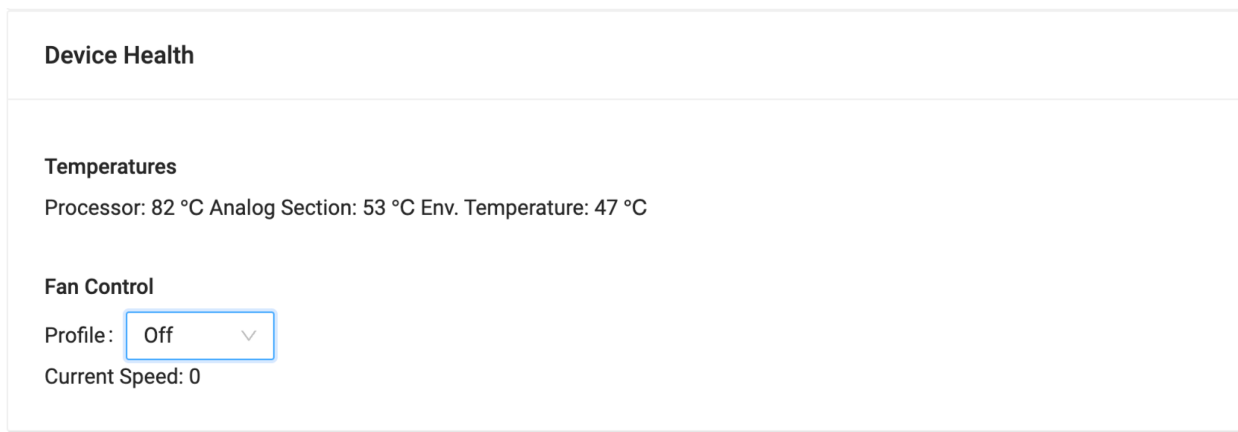 Device Health
Temperatures
Processor: 82 °C Analog Section: 53 °C Env. Temperature: 47 °C
Fan Control
Profile: Off
Current Speed: 0